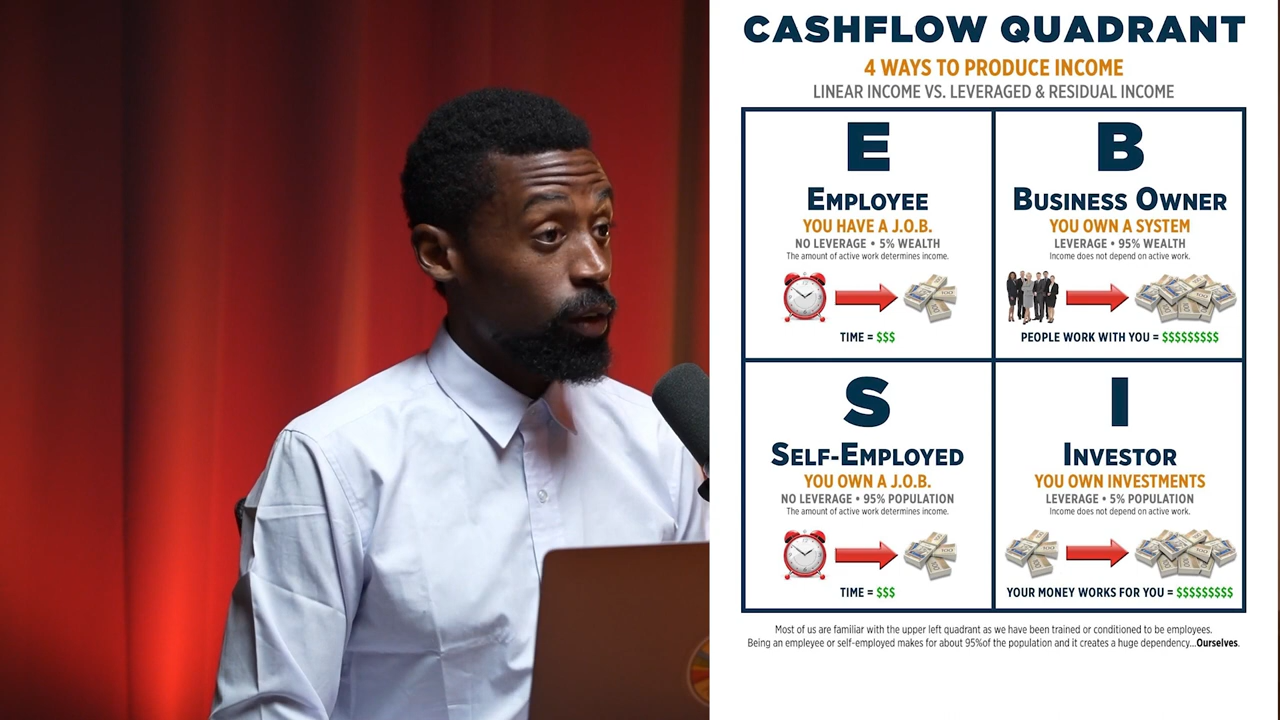 CASHFLOW QUADRANT
4 WAYS TO PRODUCE INCOME
LINEAR INCOME VS. LEVERAGED & RESIDUAL INCOME
E
EMPLOYEE
YOU HAVE A J.O.B.
NO LEVERAGE • 5% WEALTH
The amount of active work determines income.
TIME = $$$
B
BUSINESS OWNER
YOU OWN A SYSTEM
LEVERAGE • 95% WEALTH
Income does not depend on active work.
PEOPLE WORK WITH YOU = $$$$$$$$$
S
SELF-EMPLOYED
YOU OWN A J.O.B.
NO LEVERAGE • 95% POPULATION
The amount of active work determines income.
TIME = $$$
I
INVESTOR
YOU OWN INVESTMENTS
LEVERAGE • 5% POPULATION
Income does not depend on active work.
YOUR MONEY WORKS FOR YOU = $$$$$$$$$
Most of us are familiar with the upper left quadrant as we have been trained or conditioned to be employees.
Being an empleyee or self-employed makes for about 95%of the population and it creates a huge dependency...Ourselves.